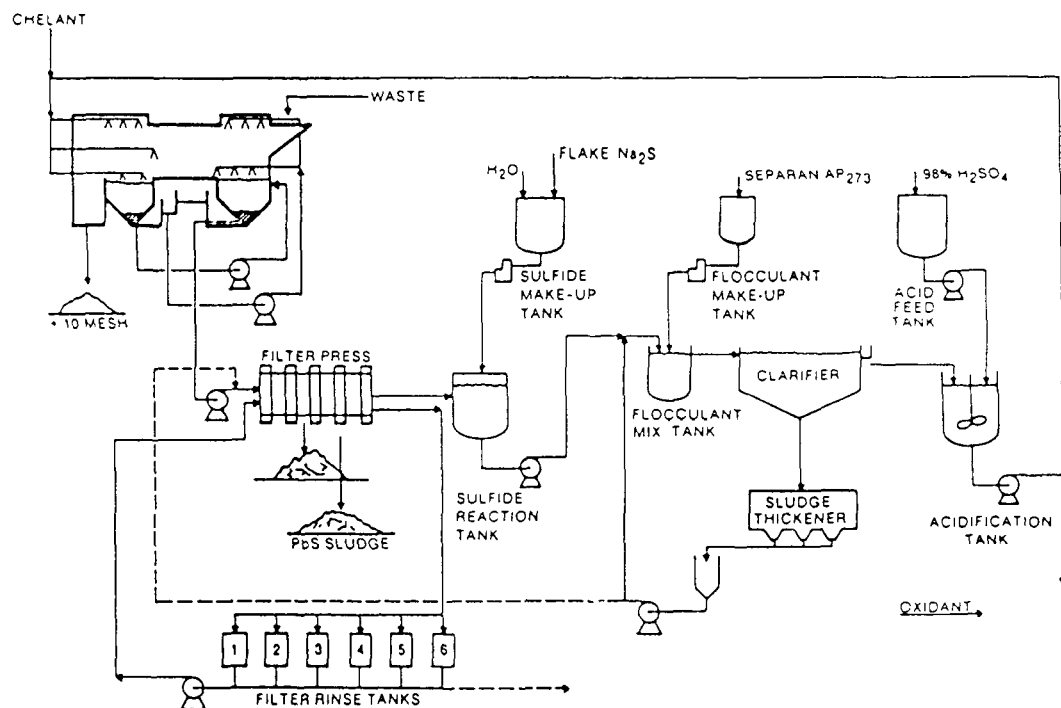 CHELANT
WASTE
+ 10 MESH
H₂O
FLAKE Na₂S
SULFIDE
MAKE-UP
TANK
SEPARAN AP₂₇₃
FLOCCULANT
MAKE-UP
TANK
98% H₂SO₄
ACID
FEED
TANK
FILTER PRESS
PbS SLUDGE
SULFIDE
REACTION
TANK
FLOCCULANT
MIX TANK
CLARIFIER
SLUDGE
THICKENER
ACIDIFICATION
TANK
OXIDANT
1 2 3 4 5 6
FILTER RINSE TANKS